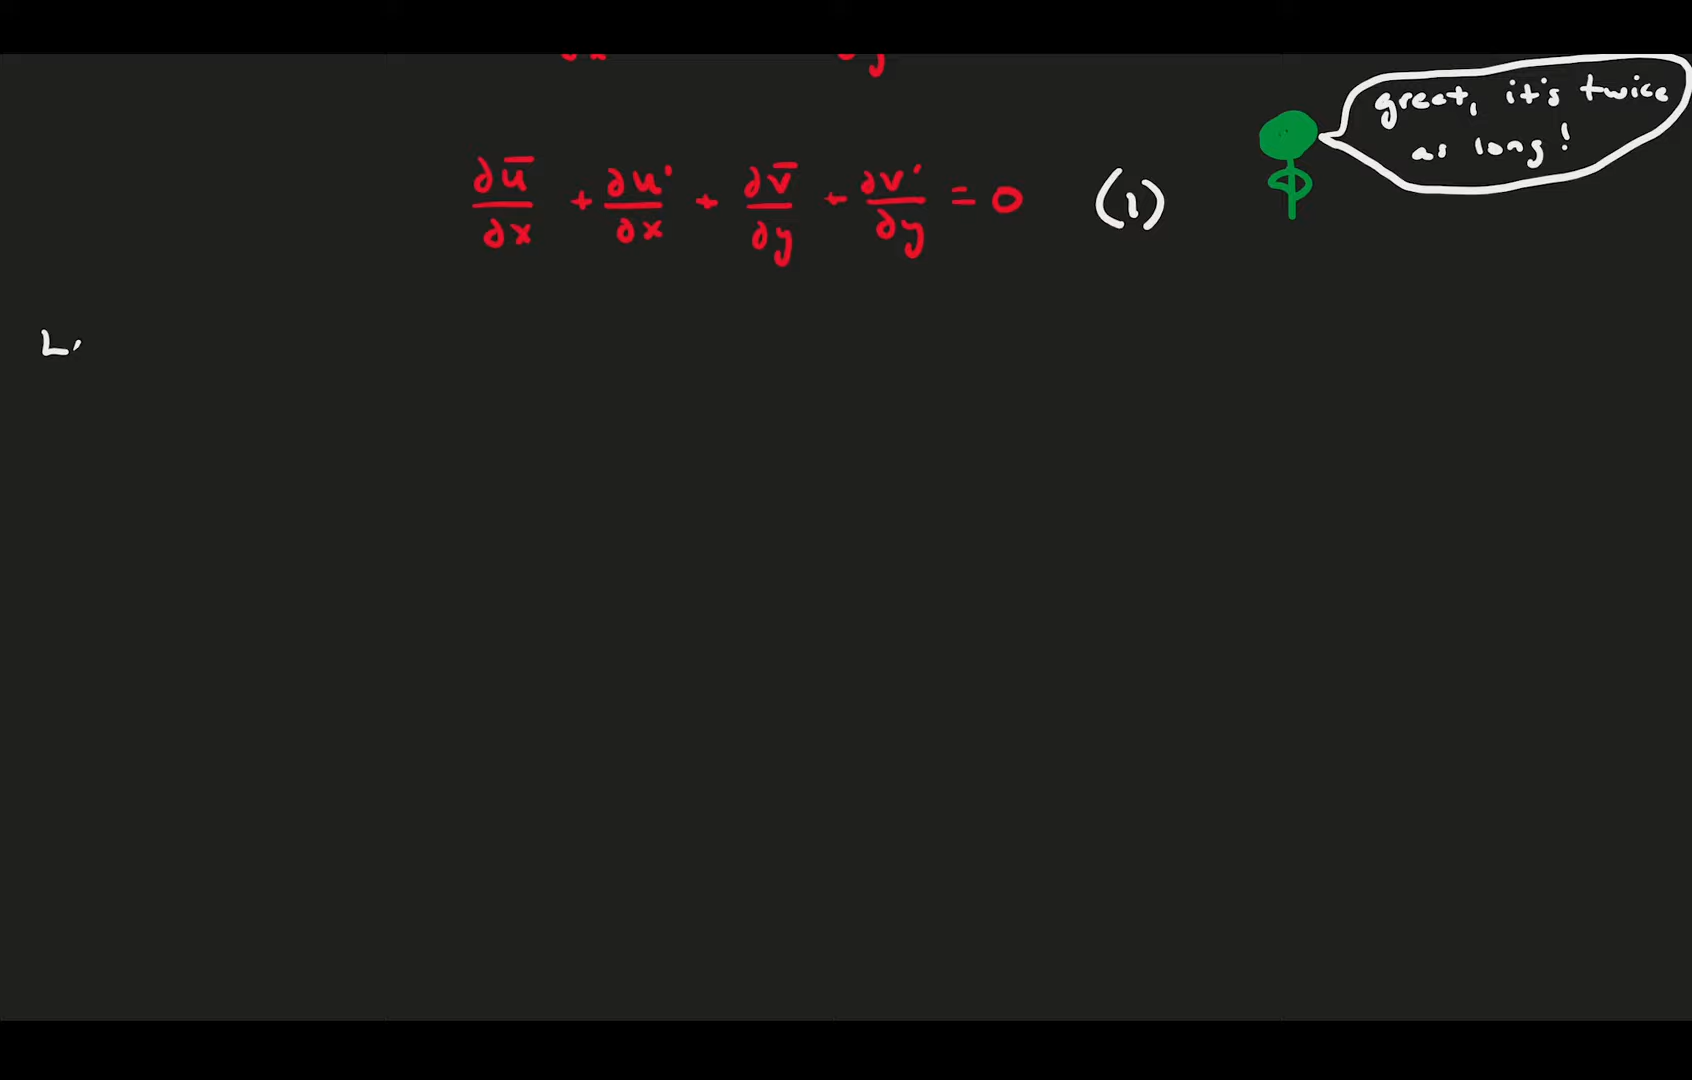 ∂x ∂y
great, it's twice
as long!
∂ū/∂x + ∂u'/∂x + ∂v̄/∂y + ∂v'/∂y = 0 (1)